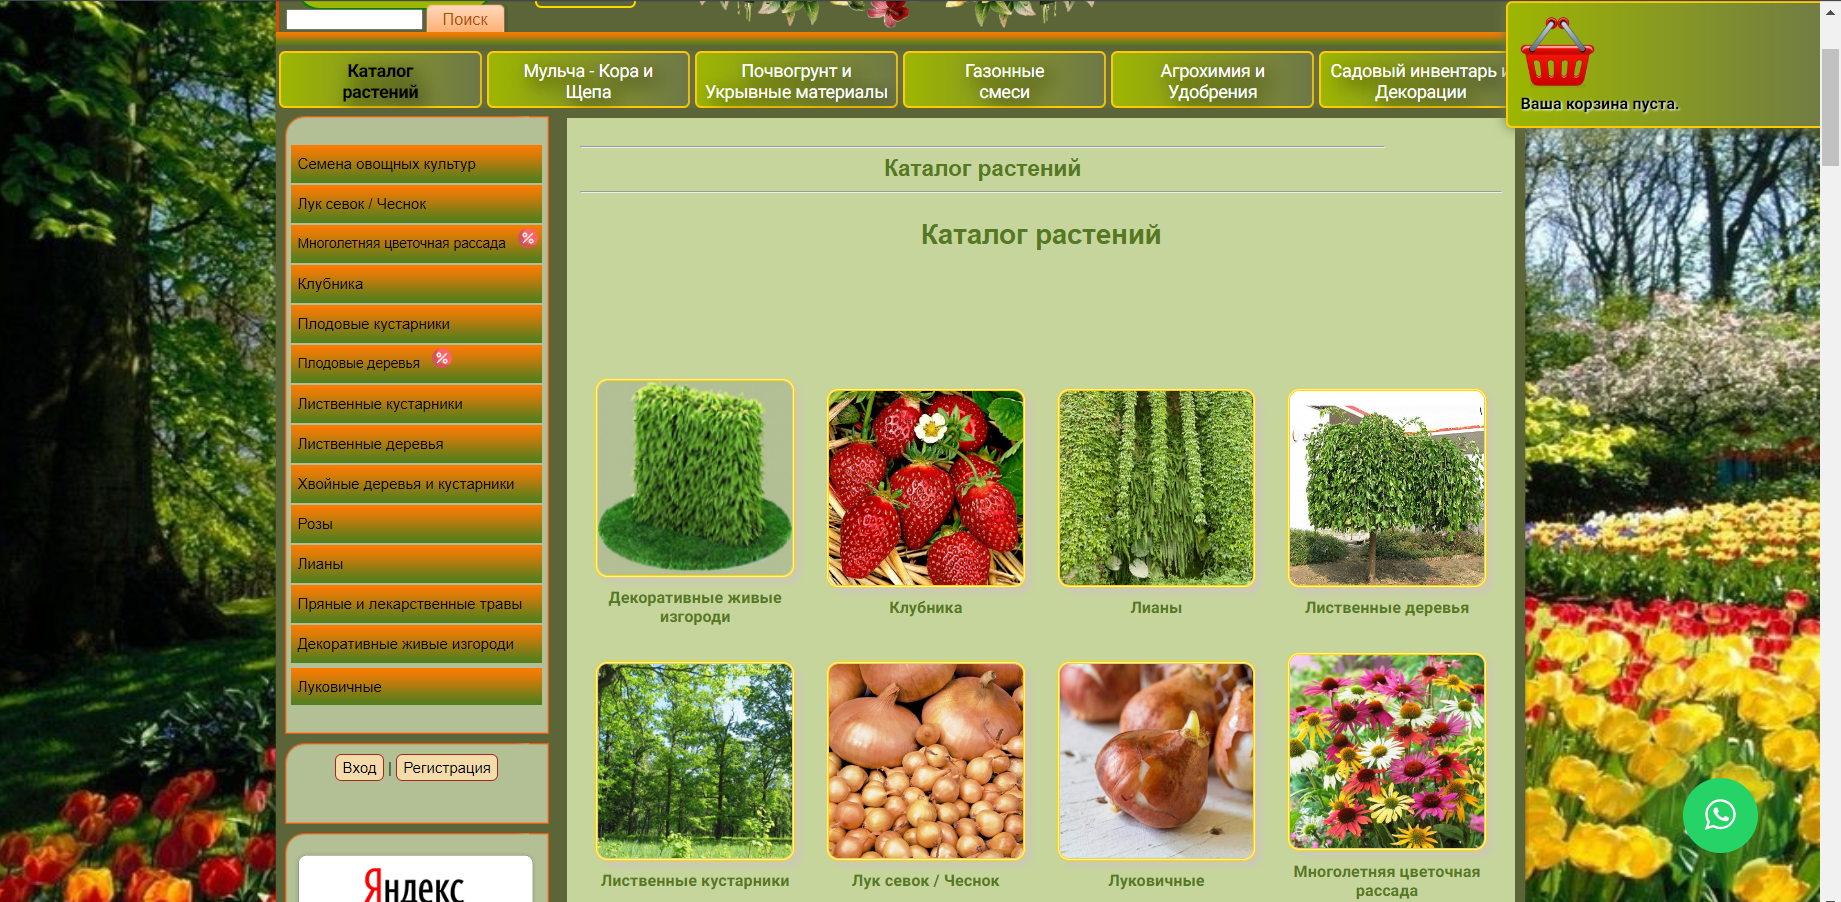 Поиск
Ваша корзина пуста.
Каталог
растений
Мульча - Кора и
Щепа
Почвогрунт и
Укрывные материалы
Газонные
смеси
Агрохимия и
Удобрения
Садовый инвентарь и
Декорации
Семена овощных культур
Лук севок / Чеснок
Многолетняя цветочная рассада %
Клубника
Плодовые кустарники
Плодовые деревья %
Лиственные кустарники
Лиственные деревья
Хвойные деревья и кустарники
Розы
Лианы
Пряные и лекарственные травы
Декоративные живые изгороди
Луковичные
Вход | Регистрация
Яндекс
Каталог растений
Каталог растений
Декоративные живые
изгороди
Клубника
Лианы
Лиственные деревья
Лиственные кустарники
Лук севок / Чеснок
Луковичные
Многолетняя цветочная
рассада